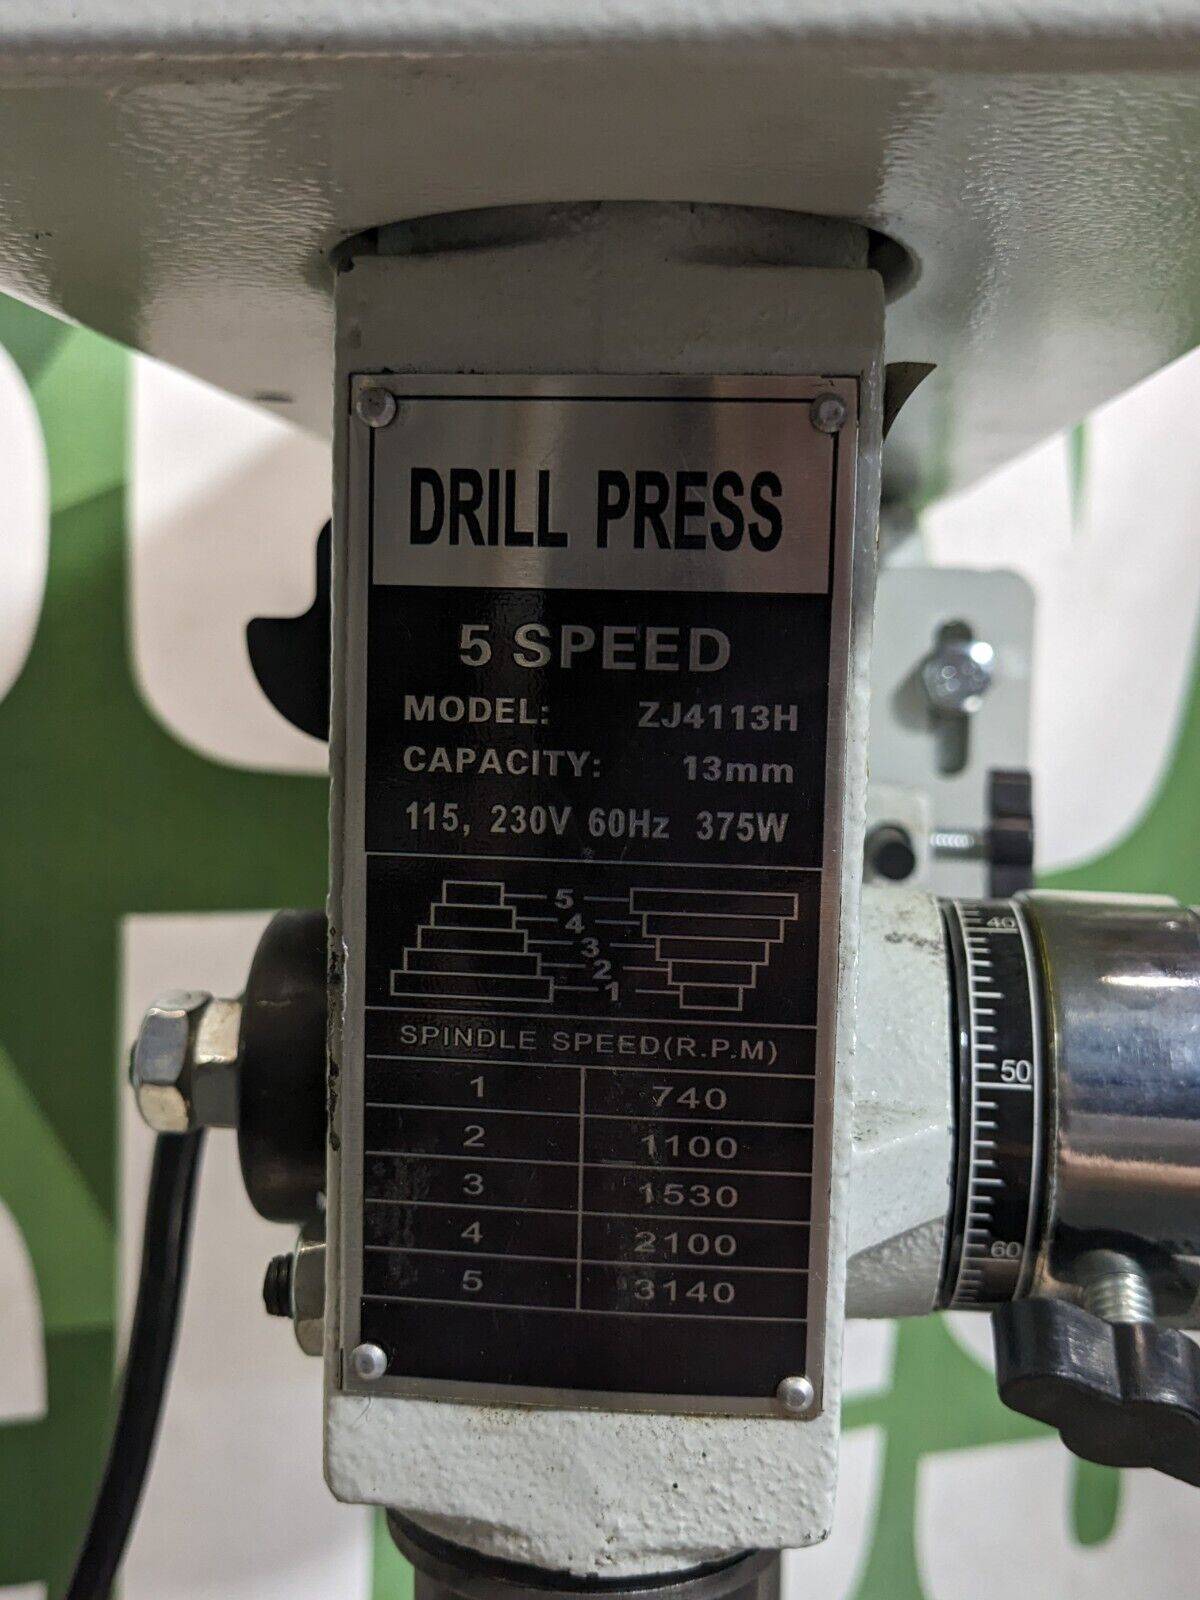 DRILL PRESS
5 SPEED
MODEL: ZJ4113H
CAPACITY: 13mm
115, 230V 60Hz 375W
5
4
3
2
1
SPINDLE SPEED(R.P.M)
1 740
2 1100
3 1530
4 2100
5 3140
40
50
60